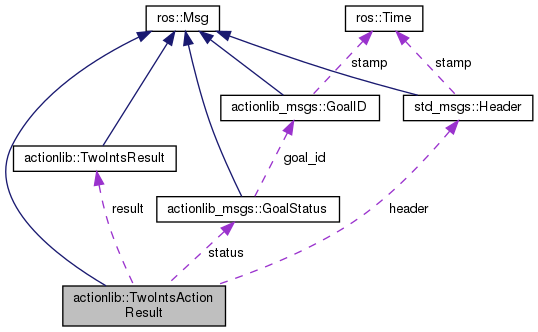 ros::Msg
ros::Time
stamp
stamp
actionlib_msgs::GoalID
std_msgs::Header
actionlib::TwoIntsResult
goal_id
result
actionlib_msgs::GoalStatus
header
status
actionlib::TwoIntsAction
Result